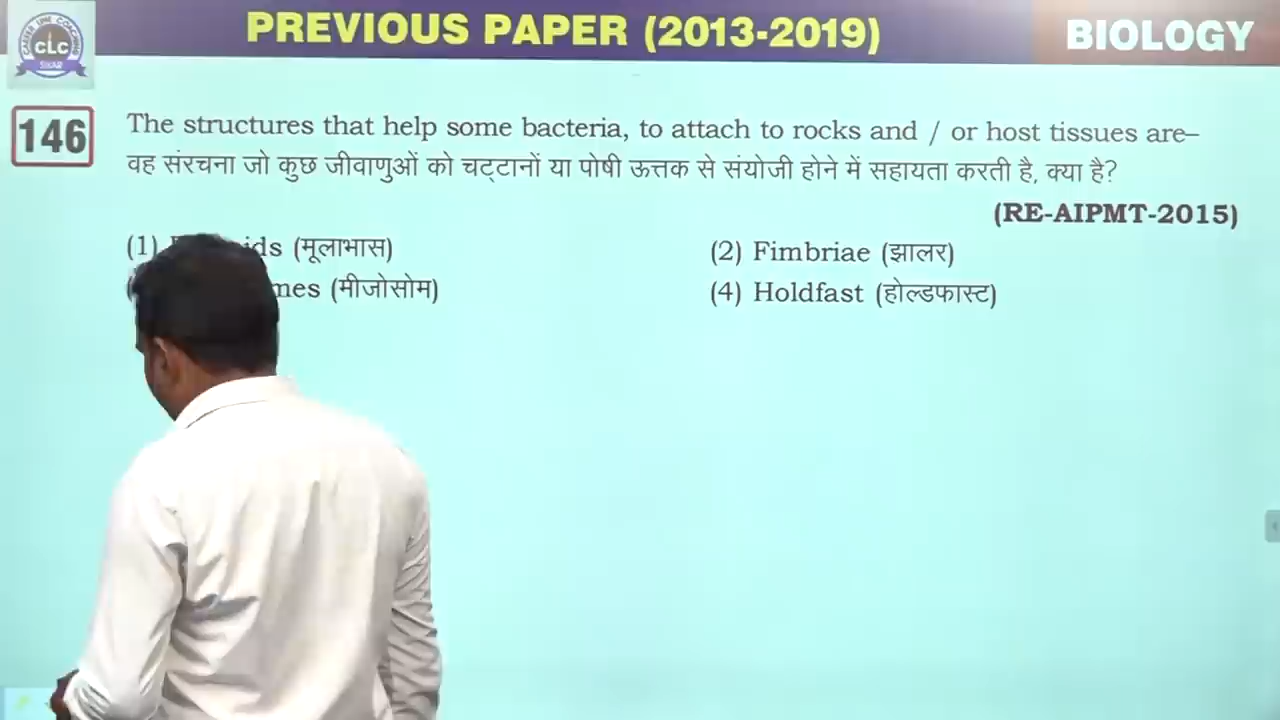 PREVIOUS PAPER (2013-2019)
BIOLOGY
CLC
SIKAR
146
The structures that help some bacteria, to attach to rocks and / or host tissues are–
वह संरचना जो कुछ जीवाणुओं को चट्टानों या पोषी ऊत्तक से संयोजी होने में सहायता करती है, क्या है?
(RE-AIPMT-2015)
(1) (मूलाभास)
(2) Fimbriae (झालर)
(मीजोसोम)
(4) Holdfast (होल्डफास्ट)